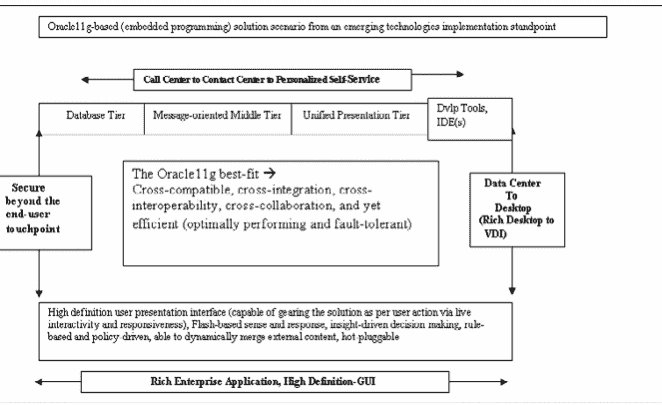 Oracle11g-based (embedded programming) solution scenario from an emerging technologies implementation standpoint
Call Center to Contact Center to Personalized Self-Service
Database Tier
Message-oriented Middle Tier
Unified Presentation Tier
Dvlp Tools,
IDE(s)
Secure
beyond the
end-user
touchpoint
The Oracle11g best-fit →
Cross-compatible, cross-integration, cross-
interoperability, cross-collaboration, and yet
efficient (optimally performing and fault-tolerant)
Data Center
To
Desktop
(Rich Desktop to
VDI)
High definition user presentation interface (capable of gearing the solution as per user action via live
interactivity and responsiveness), Flash-based sense and response, insight-driven decision making, rule-
based and policy-driven, able to dynamically merge external content, hot-pluggable
Rich Enterprise Application, High Definition-GUI